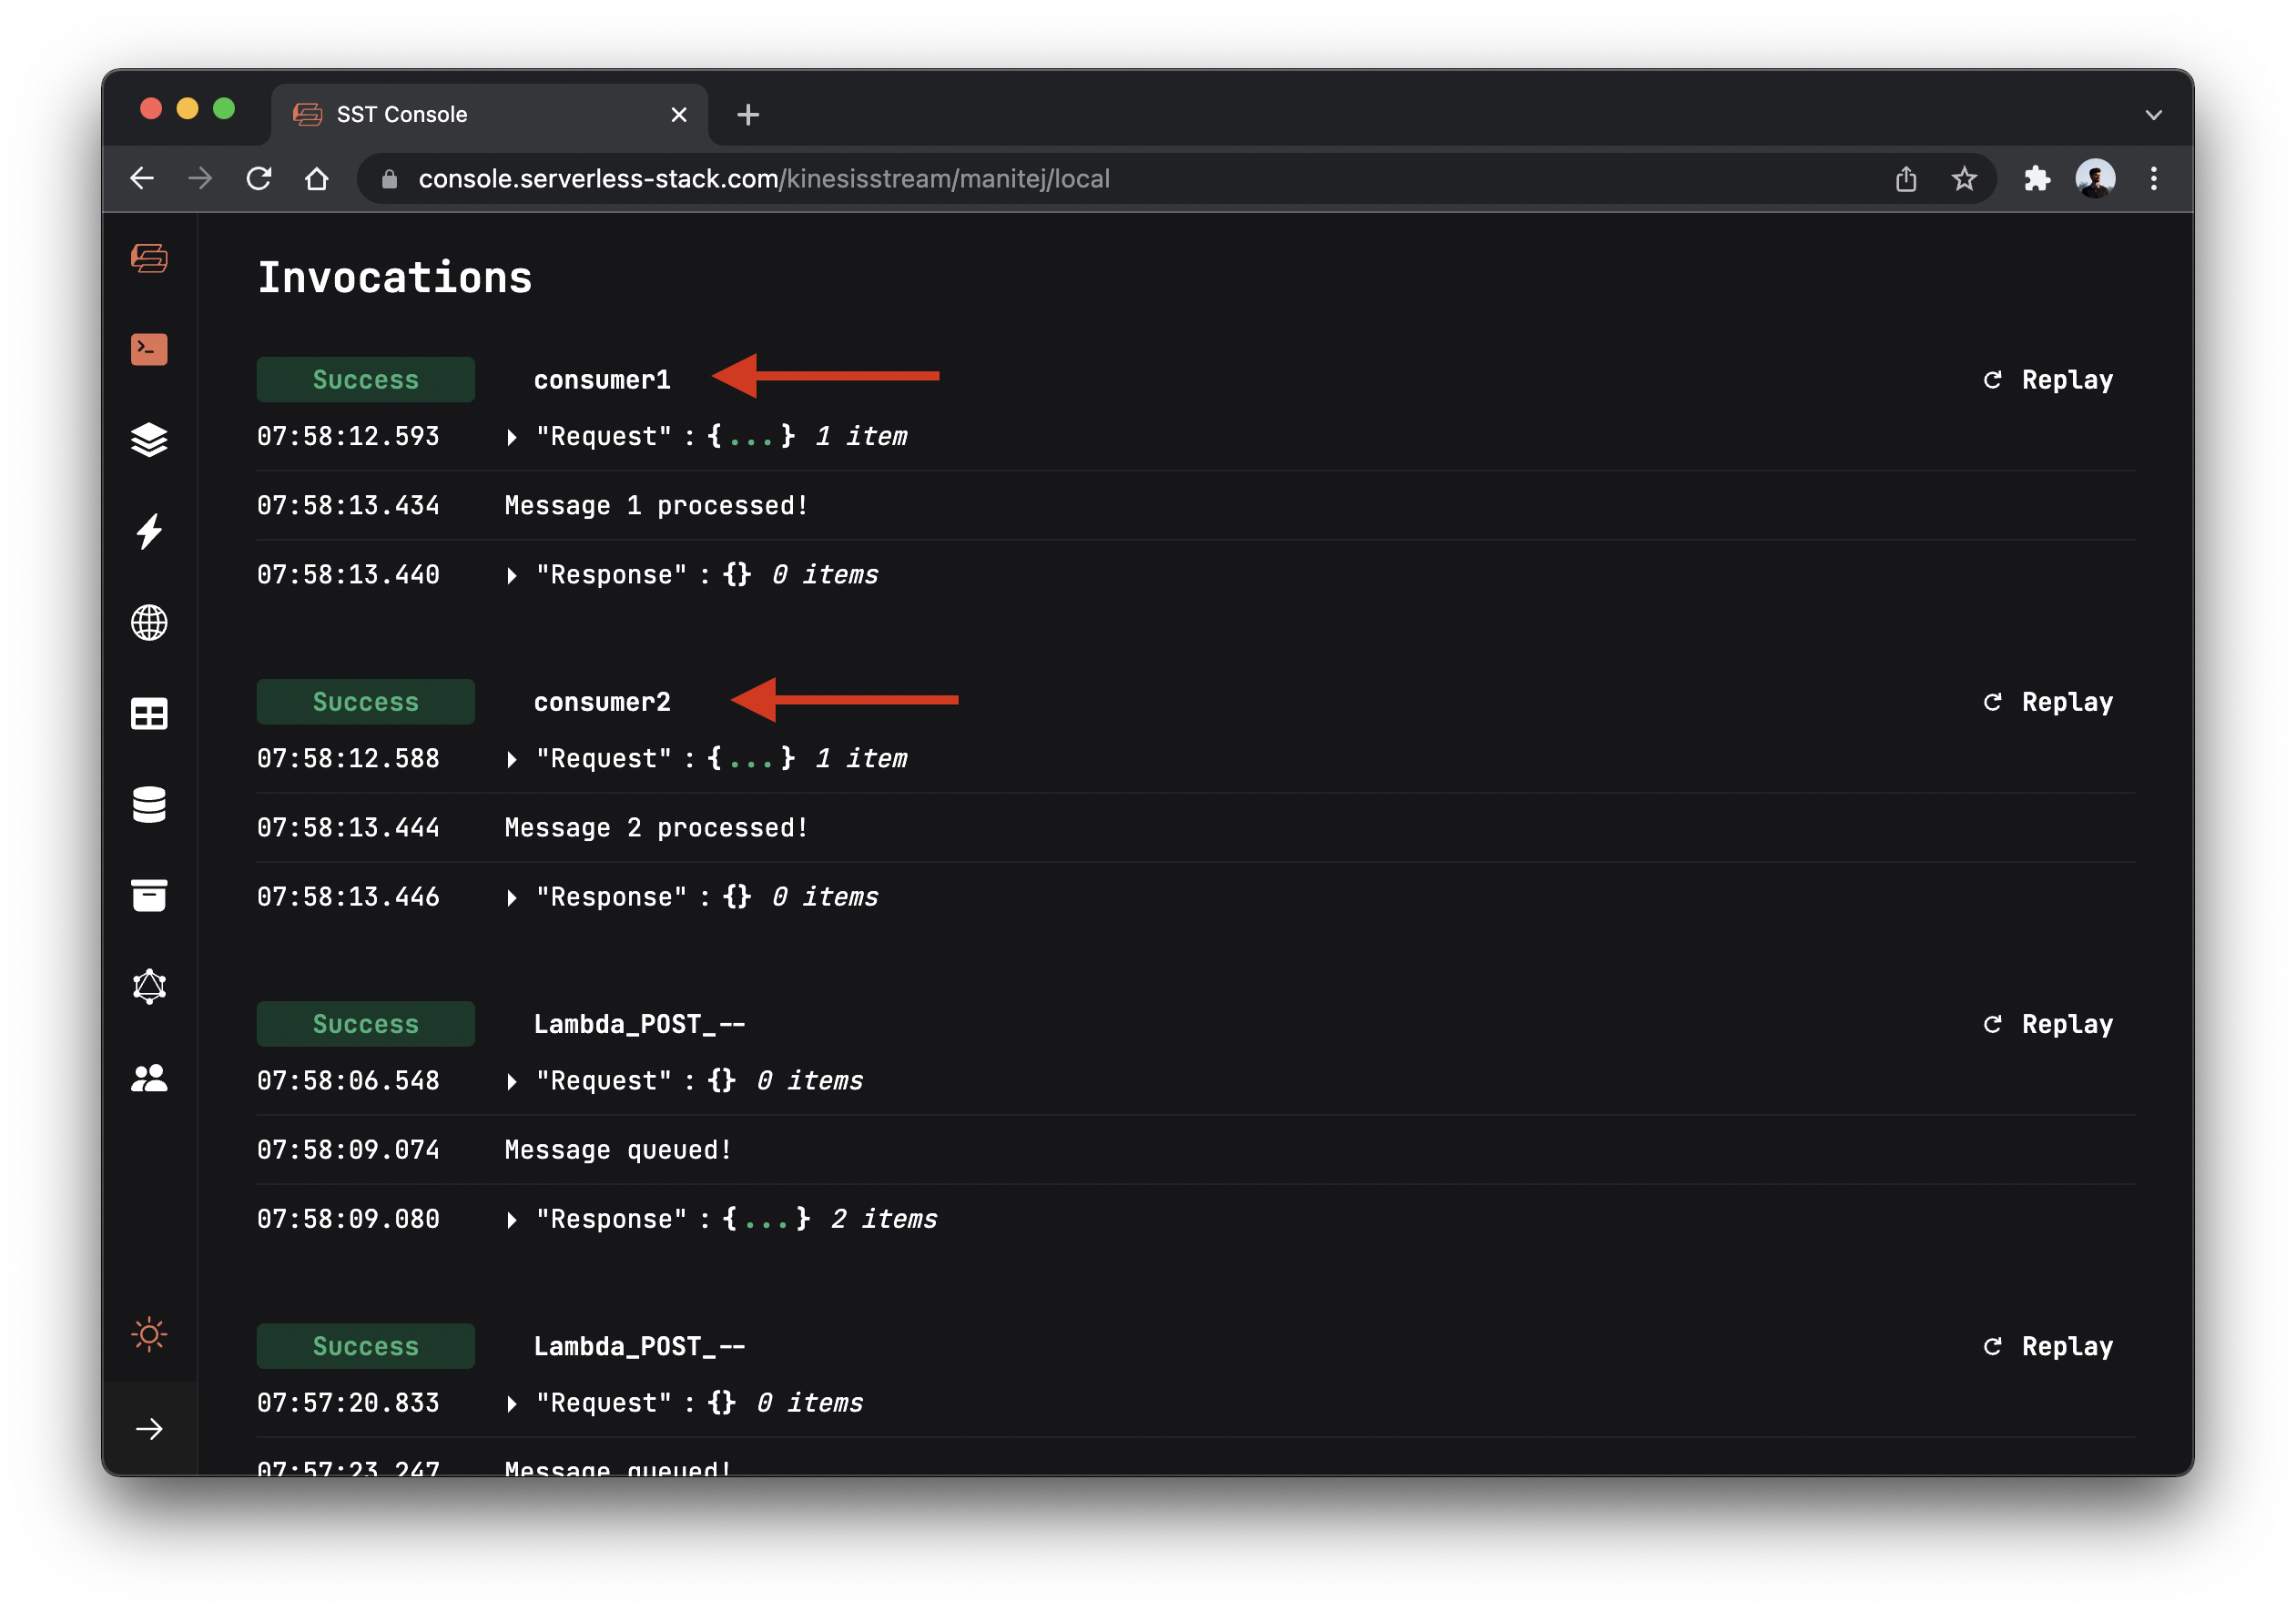 SST Console
console.serverless-stack.com/kinesisstream/manitej/local
Invocations
Success consumer1 Replay
07:58:12.593 "Request" : {...} 1 item
07:58:13.434 Message 1 processed!
07:58:13.440 "Response" : {} 0 items
Success consumer2 Replay
07:58:12.588 "Request" : {...} 1 item
07:58:13.444 Message 2 processed!
07:58:13.446 "Response" : {} 0 items
Success Lambda_POST_-- Replay
07:58:06.548 "Request" : {} 0 items
07:58:09.074 Message queued!
07:58:09.080 "Response" : {...} 2 items
Success Lambda_POST_-- Replay
07:57:20.833 "Request" : {} 0 items
07:57:23.247 Message queued!